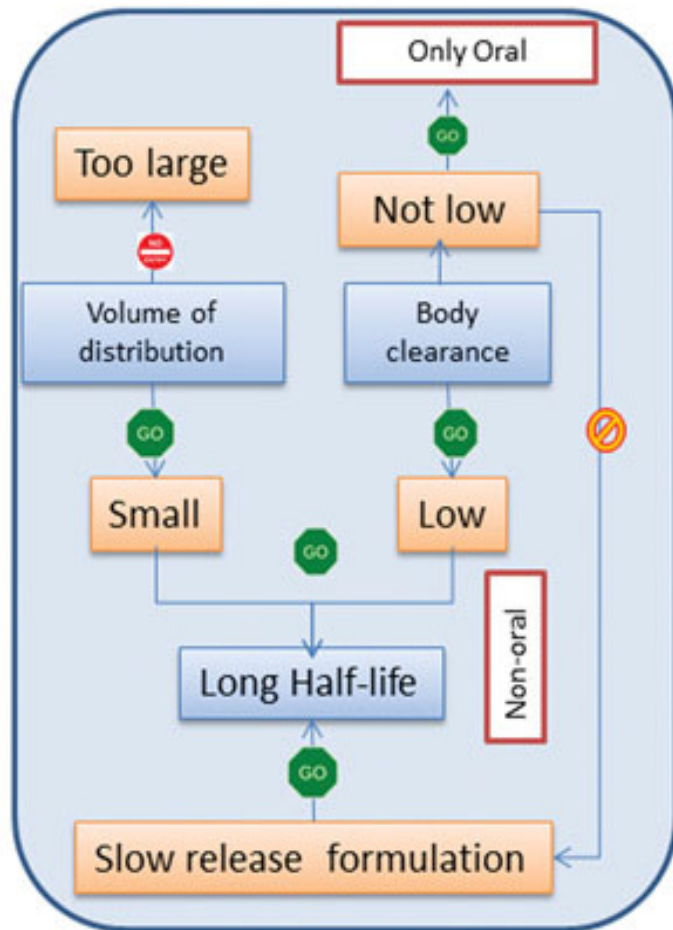 Only Oral
GO
Too large
Not low
NO
Volume of
distribution
Body
clearance
GO
GO
Small
Low
GO
Non-oral
Long Half-life
GO
Slow release formulation